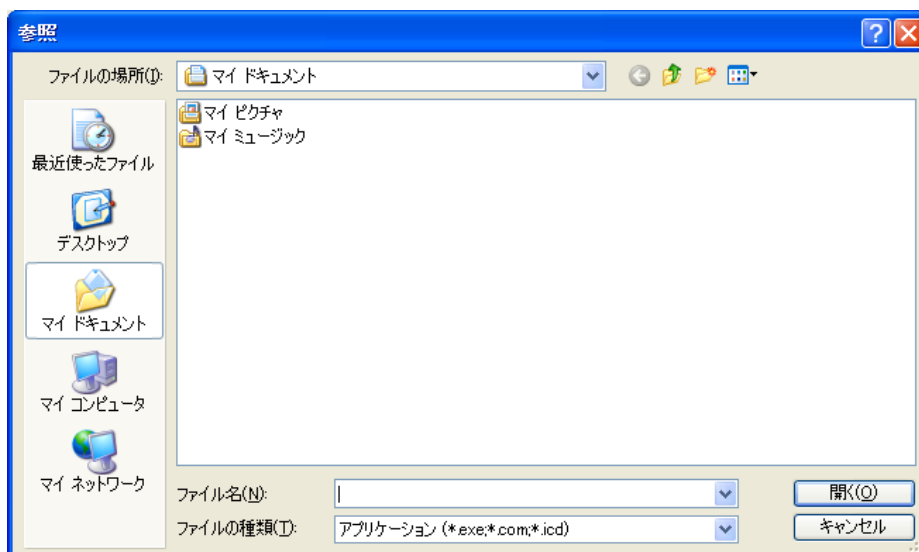 参照
ファイルの場所(I):
マイ ドキュメント
マイ ピクチャ
マイ ミュージック
最近使ったファイル
デスクトップ
マイ ドキュメント
マイ コンピュータ
マイ ネットワーク
ファイル名(N):
開く(O)
ファイルの種類(T):
アプリケーション (*.exe;*.com;*.icd)
キャンセル